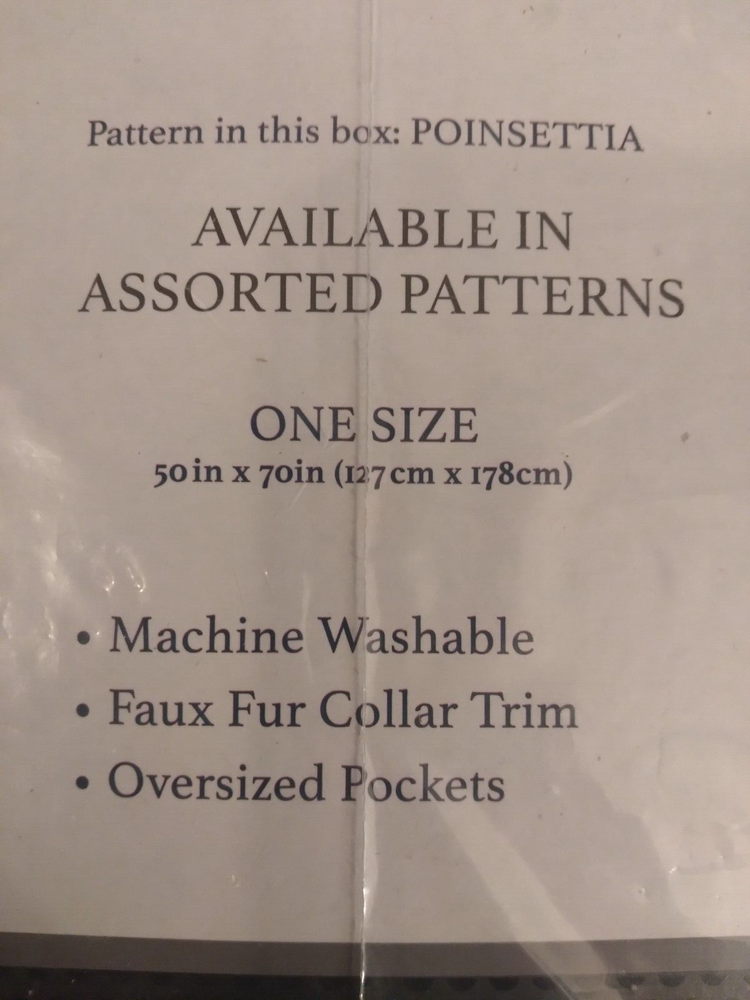 Pattern in this box: POINSETTIA
AVAILABLE IN
ASSORTED PATTERNS
ONE SIZE
50in x 70in (127cm x 178cm)
• Machine Washable
• Faux Fur Collar Trim
• Oversized Pockets